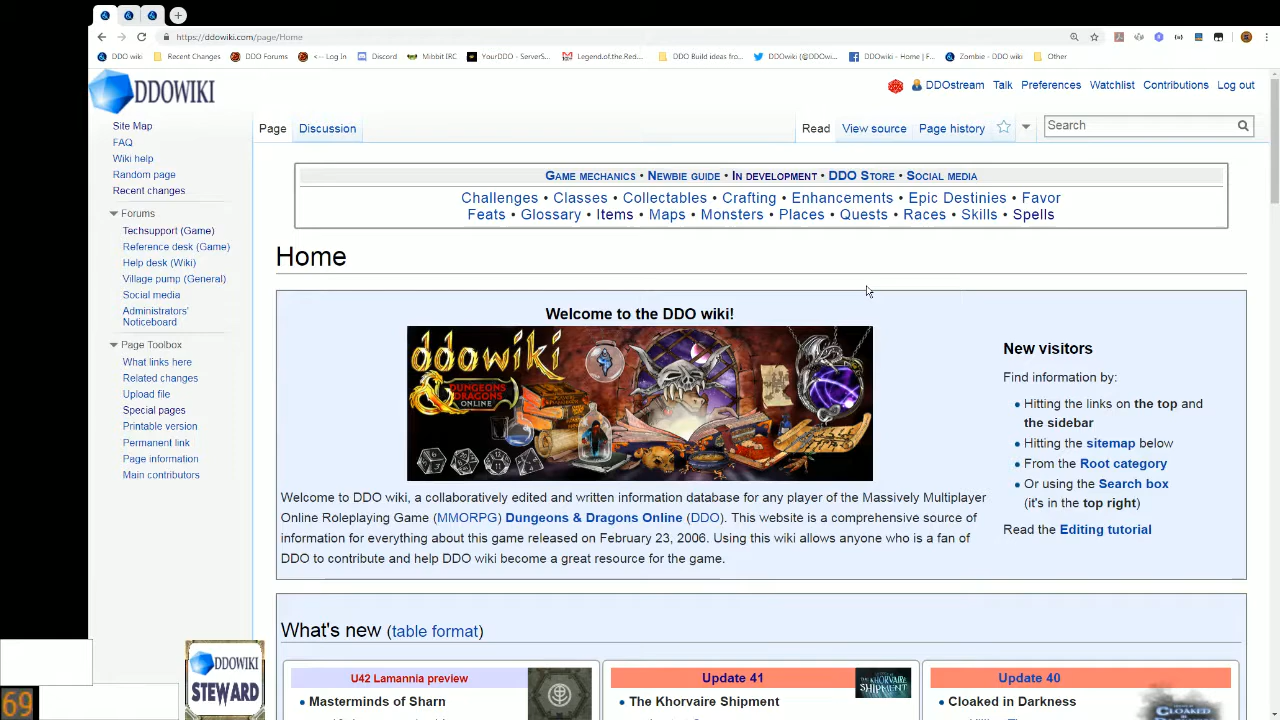 https://ddowiki.com/page/Home
DDO wiki
Recent Changes
DDO Forums
<-- Log In
Discord
Mibbit IRC
YourDDO - ServerS...
Legend.of.the.Red...
DDO Build ideas fro...
DDOwiki (@DDOwi...
DDOwiki - Home | F...
Zombie - DDO wiki
Other
DDOWIKI
DDOstream Talk Preferences Watchlist Contributions Log out
Page Discussion
Read View source Page history
Search
Site Map
FAQ
Wiki help
Random page
Recent changes
Forums
Techsupport (Game)
Reference desk (Game)
Help desk (Wiki)
Village pump (General)
Social media
Administrators'
Noticeboard
Page Toolbox
What links here
Related changes
Upload file
Special pages
Printable version
Permanent link
Page information
Main contributors
GAME MECHANICS • NEWBIE GUIDE • IN DEVELOPMENT • DDO STORE • SOCIAL MEDIA
Challenges • Classes • Collectables • Crafting • Enhancements • Epic Destinies • Favor
Feats • Glossary • Items • Maps • Monsters • Places • Quests • Races • Skills • Spells
Home
Welcome to the DDO wiki!
ddowiki
DUNGEONS
& DRAGONS
ONLINE
Welcome to DDO wiki, a collaboratively edited and written information database for any player of the Massively Multiplayer
Online Roleplaying Game (MMORPG) Dungeons & Dragons Online (DDO). This website is a comprehensive source of
information for everything about this game released on February 23, 2006. Using this wiki allows anyone who is a fan of
DDO to contribute and help DDO wiki become a great resource for the game.
New visitors
Find information by:
• Hitting the links on the top and
the sidebar
• Hitting the sitemap below
• From the Root category
• Or using the Search box
(it's in the top right)
Read the Editing tutorial
What's new (table format)
U42 Lamannia preview
• Masterminds of Sharn
Update 41
THE KHORVAIRE
SHIPMENT
• The Khorvaire Shipment
Update 40
• Cloaked in Darkness
CLOAKED
DDOWIKI
STEWARD
69